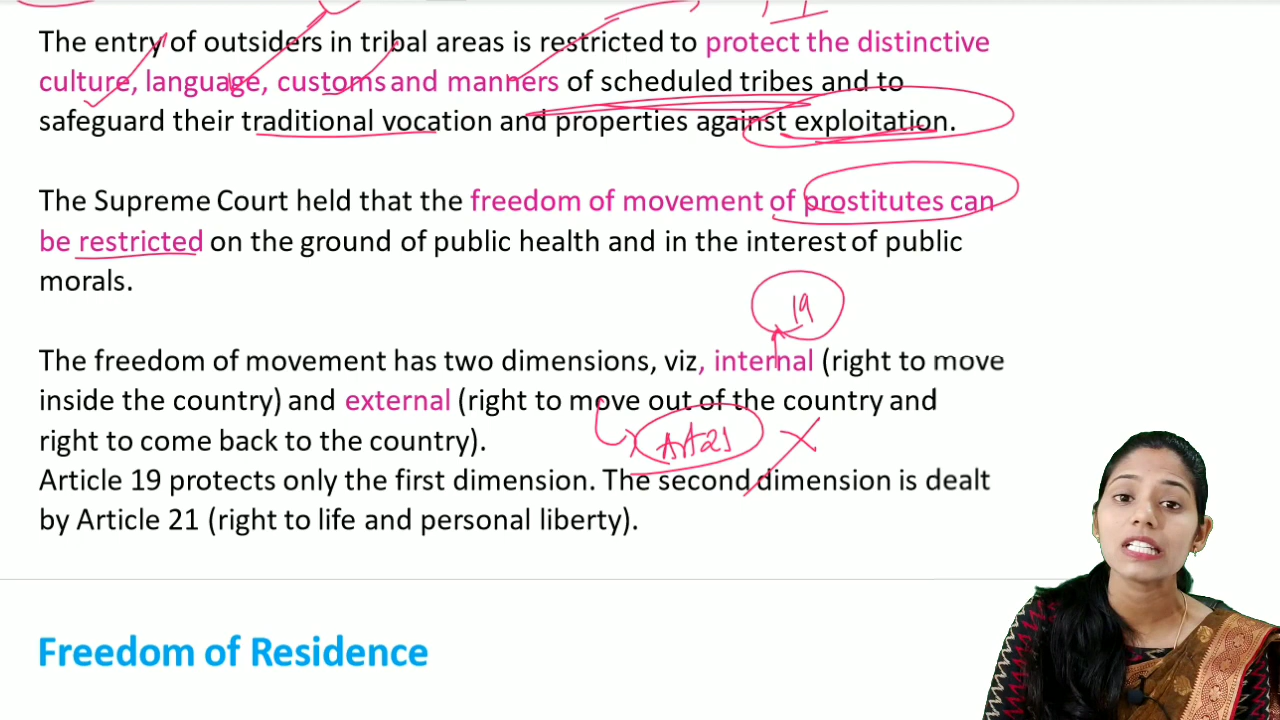 The entry of outsiders in tribal areas is restricted to protect the distinctive
culture, language, customs and manners of scheduled tribes and to
safeguard their traditional vocation and properties against exploitation.
The Supreme Court held that the freedom of movement of prostitutes can
be restricted on the ground of public health and in the interest of public
morals.
19
The freedom of movement has two dimensions, viz, internal (right to move
inside the country) and external (right to move out of the country and
right to come back to the country).
Art 21
Article 19 protects only the first dimension. The second dimension is dealt
by Article 21 (right to life and personal liberty).
Freedom of Residence